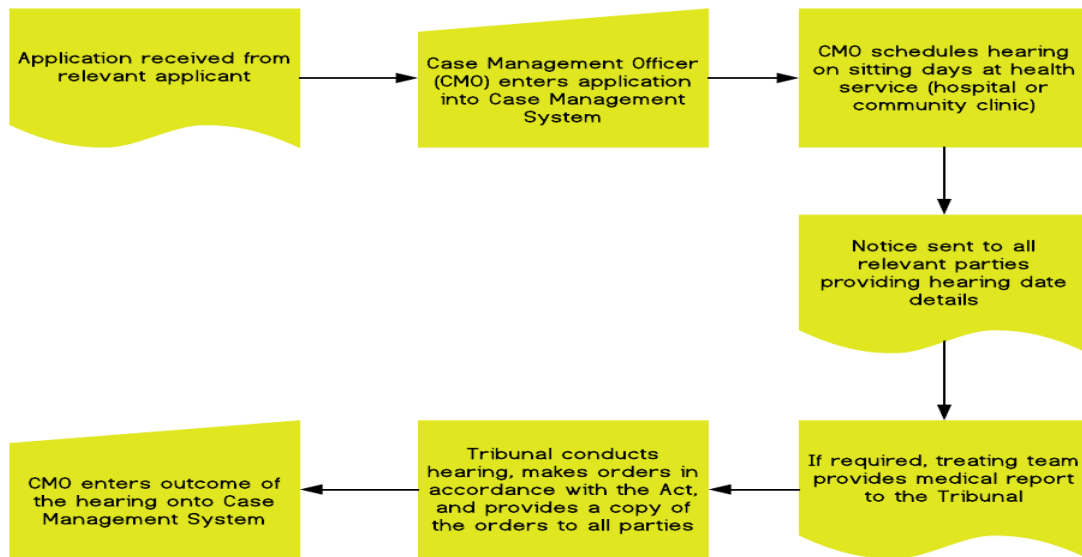 Application received from
relevant applicant
Case Management Officer
(CMO) enters application
into Case Management
System
CMO schedules hearing
on sitting days at health
service (hospital or
community clinic)
Notice sent to all
relevant parties
providing hearing date
details
If required, treating team
provides medical report
to the Tribunal
Tribunal conducts
hearing, makes orders in
accordance with the Act,
and provides a copy of
the orders to all parties
CMO enters outcome of
the hearing onto Case
Management System